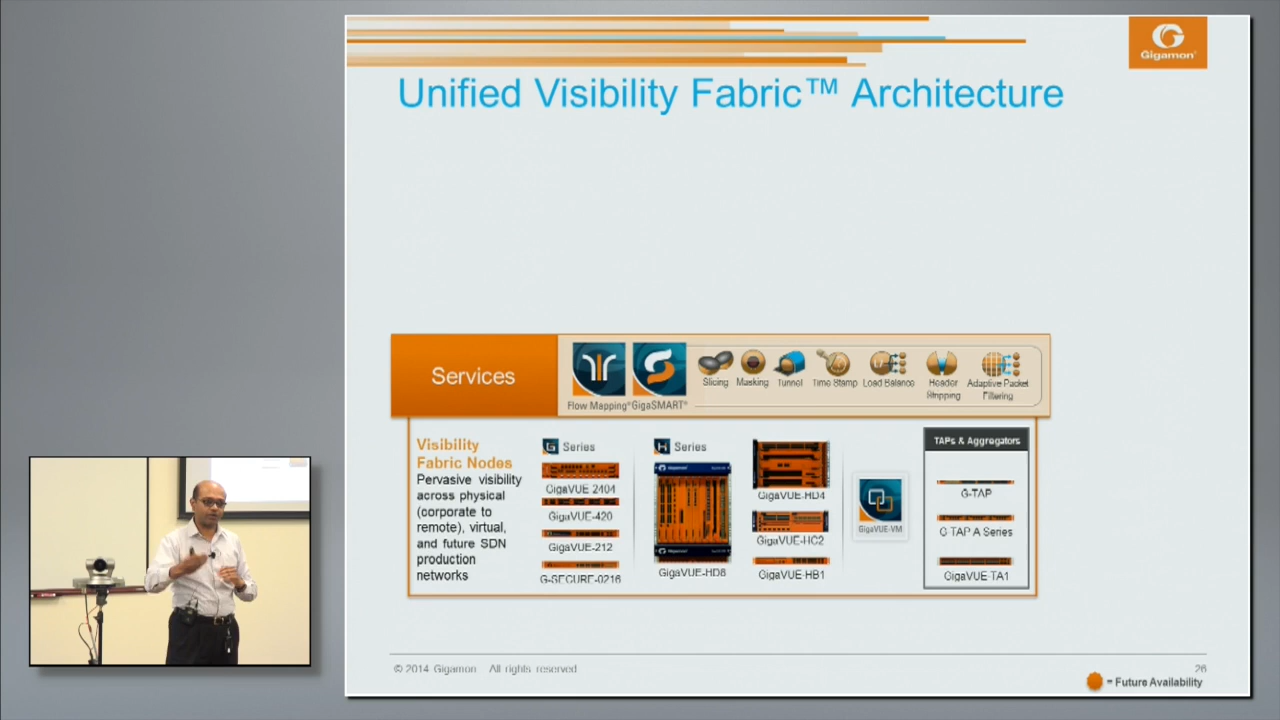 Gigamon®
Unified Visibility Fabric™ Architecture
Services
Flow Mapping®
GigaSMART®
Slicing
Masking
Tunnel
Time Stamp
Load Balance
Header
Stripping
Adaptive Packet
Filtering
Visibility
Fabric Nodes
Pervasive visibility
across physical
(corporate to
remote), virtual,
and future SDN
production
networks
G Series
GigaVUE 2404
GigaVUE-420
GigaVUE-212
G-SECURE-0216
H Series
Gigamon
GigaVUE-HD8
GigaVUE-HD4
GigaVUE-HC2
GigaVUE-HB1
GigaVUE-VM
TAPs & Aggregators
G-TAP
G-TAP A Series
GigaVUE-TA1
© 2014 Gigamon All rights reserved
26
= Future Availability